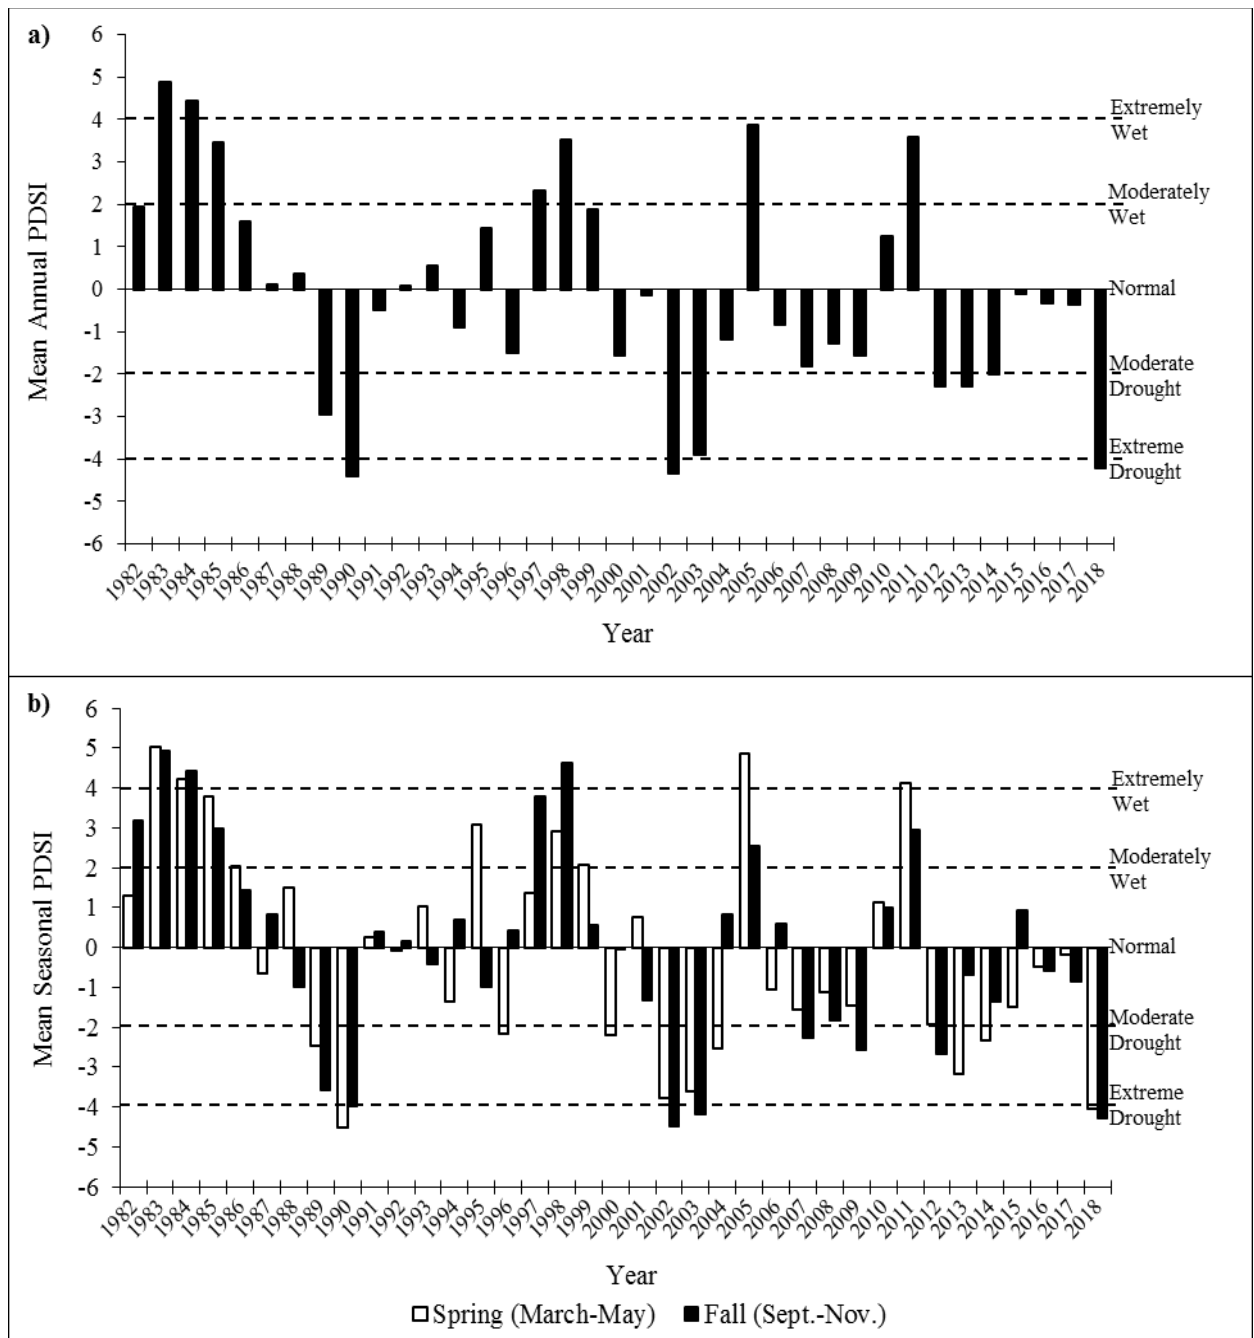 a)
6
5
4
3
2
1
0
-1
-2
-3
-4
-5
-6
Mean Annual PDSI
Extremely
Wet
Moderately
Wet
Normal
Moderate
Drought
Extreme
Drought
1982 1983 1984 1985 1986 1987 1988 1989 1990 1991 1992 1993 1994 1995 1996 1997 1998 1999 2000 2001 2002 2003 2004 2005 2006 2007 2008 2009 2010 2011 2012 2013 2014 2015 2016 2017 2018
Year
b)
6
5
4
3
2
1
0
-1
-2
-3
-4
-5
-6
Mean Seasonal PDSI
Extremely
Wet
Moderately
Wet
Normal
Moderate
Drought
Extreme
Drought
1982 1983 1984 1985 1986 1987 1988 1989 1990 1991 1992 1993 1994 1995 1996 1997 1998 1999 2000 2001 2002 2003 2004 2005 2006 2007 2008 2009 2010 2011 2012 2013 2014 2015 2016 2017 2018
Year
Spring (March-May) Fall (Sept.-Nov.)